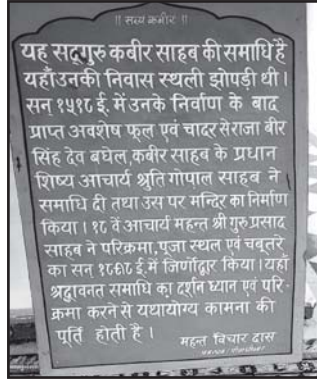 || सत्य कबीर ||
यह सद्गुरु कबीर साहब की समाधि है
यहाँ उनकी निवास स्थली झोपड़ी थी।
सन् १५१८ ई. में उनके निर्वाण के बाद
प्राप्त अवशेष फूल एवं चादर से राजा बीर
सिंह देव बघेल, कबीर साहब के प्रधान
शिष्य आचार्य श्रुति गोपाल साहब ने
समाधि दी तथा उस पर मन्दिर का निर्माण
किया। १८ वें आचार्य महन्त श्री गुरुप्रसाद
साहब ने परिक्रमा, पूजा स्थल एवं चबूतरे
का सन् ई. में जिर्णोद्वार किया। यहाँ
श्रद्धावनत समाधि का दर्शन ध्यान एवं परि-
क्रमा करने से यथायोग्य कामना की
पूर्ति होती है।
महन्त विचार दास